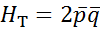 H_T = 2p̄q̄